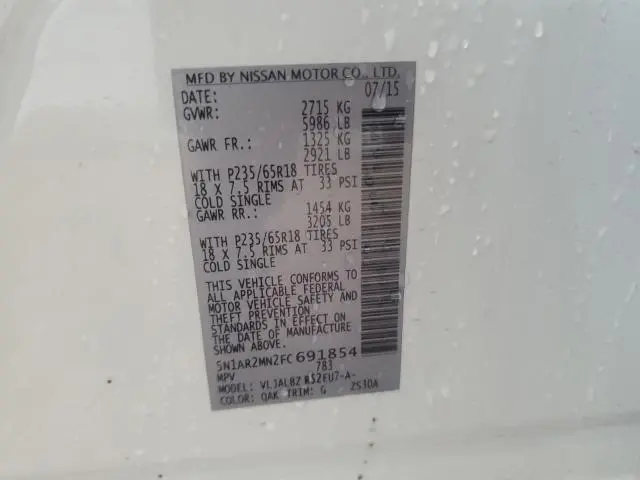 MFD BY NISSAN MOTOR CO., LTD.
DATE: 07/15
GVWR: 2715 KG
5986 LB
GAWR FR.: 1325 KG
2921 LB
WITH P235/65R18 TIRES
18 X 7.5 RIMS AT 33 PSI
COLD SINGLE
GAWR RR.: 1454 KG
3205 LB
WITH P235/65R18 TIRES
18 X 7.5 RIMS AT 33 PSI
COLD SINGLE
THIS VEHICLE CONFORMS TO
ALL APPLICABLE FEDERAL
MOTOR VEHICLE SAFETY AND
THEFT PREVENTION
STANDARDS IN EFFECT ON
THE DATE OF MANUFACTURE
SHOWN ABOVE.
5N1AR2MN2FC691854
MPV 783
MODEL:
COLOR: QAK TRIM: G 2S30A